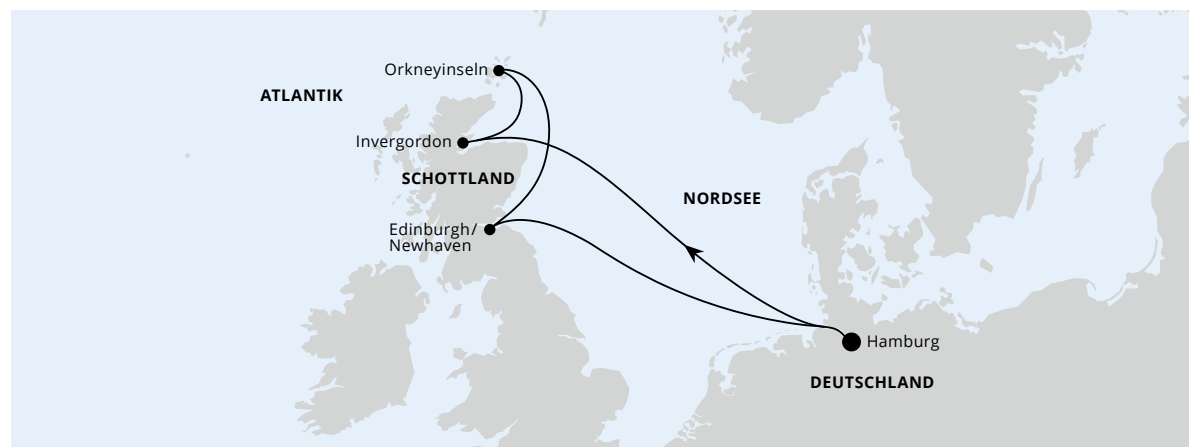 Orkneyinseln
ATLANTIK
Invergordon
SCHOTTLAND
NORDSEE
Edinburgh/
Newhaven
Hamburg
DEUTSCHLAND